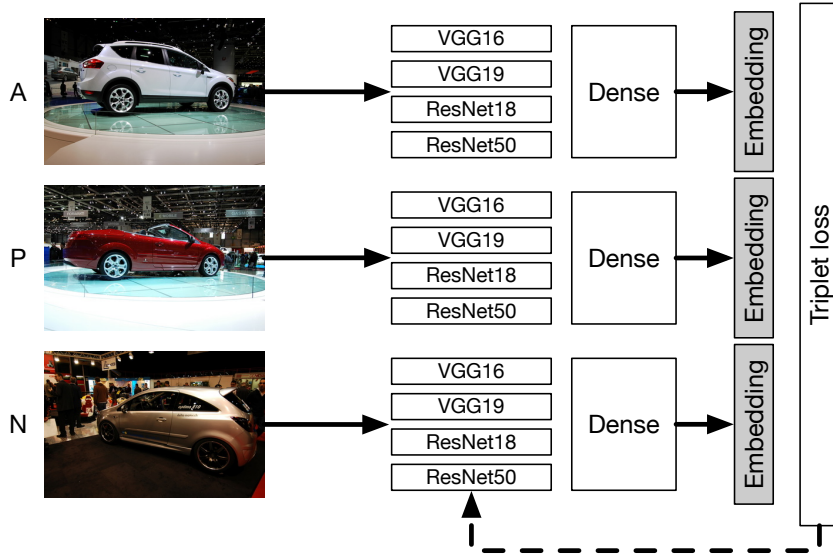 A
VGG16
VGG19
ResNet18
ResNet50
Dense
Embedding
P
VGG16
VGG19
ResNet18
ResNet50
Dense
Embedding
N
VGG16
VGG19
ResNet18
ResNet50
Dense
Embedding
Triplet loss